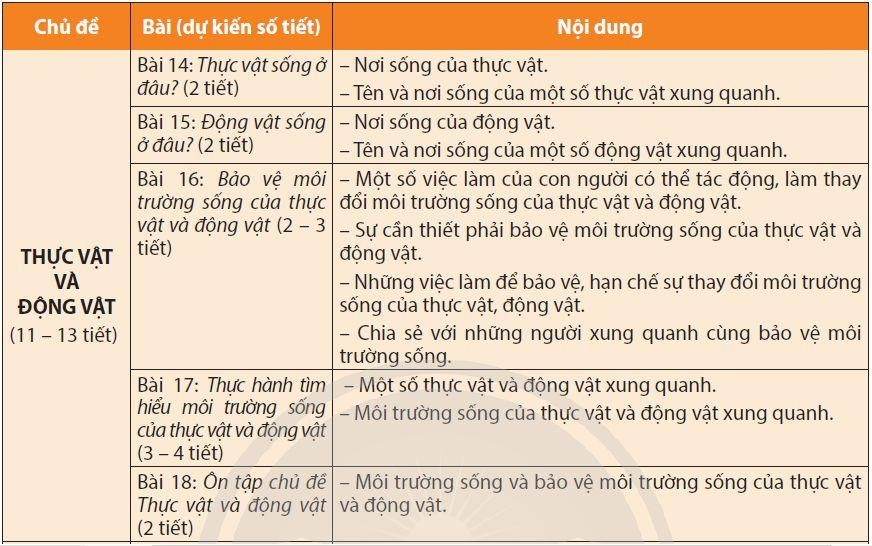 Chủ đề
Bài (dự kiến số tiết)
Nội dung
THỰC VẬT
VÀ
ĐỘNG VẬT
(11 – 13 tiết)
Bài 14: Thực vật sống ở
đâu? (2 tiết)
– Nơi sống của thực vật.
– Tên và nơi sống của một số thực vật xung quanh.
Bài 15: Động vật sống
ở đâu? (2 tiết)
– Nơi sống của động vật.
– Tên và nơi sống của một số động vật xung quanh.
Bài 16: Bảo vệ môi
trường sống của thực
vật và động vật (2 – 3
tiết)
– Một số việc làm của con người có thể tác động, làm thay
đổi môi trường sống của thực vật và động vật.
– Sự cần thiết phải bảo vệ môi trường sống của thực vật và
động vật.
– Những việc làm để bảo vệ, hạn chế sự thay đổi môi trường
sống của thực vật, động vật.
– Chia sẻ với những người xung quanh cùng bảo vệ môi
trường sống.
Bài 17: Thực hành tìm
hiểu môi trường sống
của thực vật và động vật
(3 – 4 tiết)
– Một số thực vật và động vật xung quanh.
– Môi trường sống của thực vật và động vật xung quanh.
Bài 18: Ôn tập chủ đề
Thực vật và động vật
(2 tiết)
– Môi trường sống và bảo vệ môi trường sống của thực vật
và động vật.